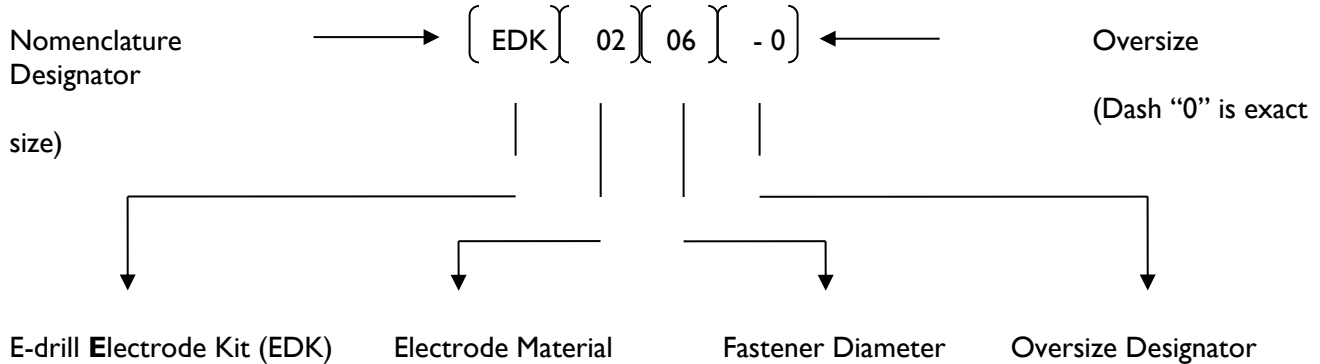 Nomenclature [ EDK ][ 02 ][ 06 ][ - 0 ] Oversize
Designator
(Dash “0” is exact
size)
E-drill Electrode Kit (EDK) Electrode Material Fastener Diameter Oversize Designator